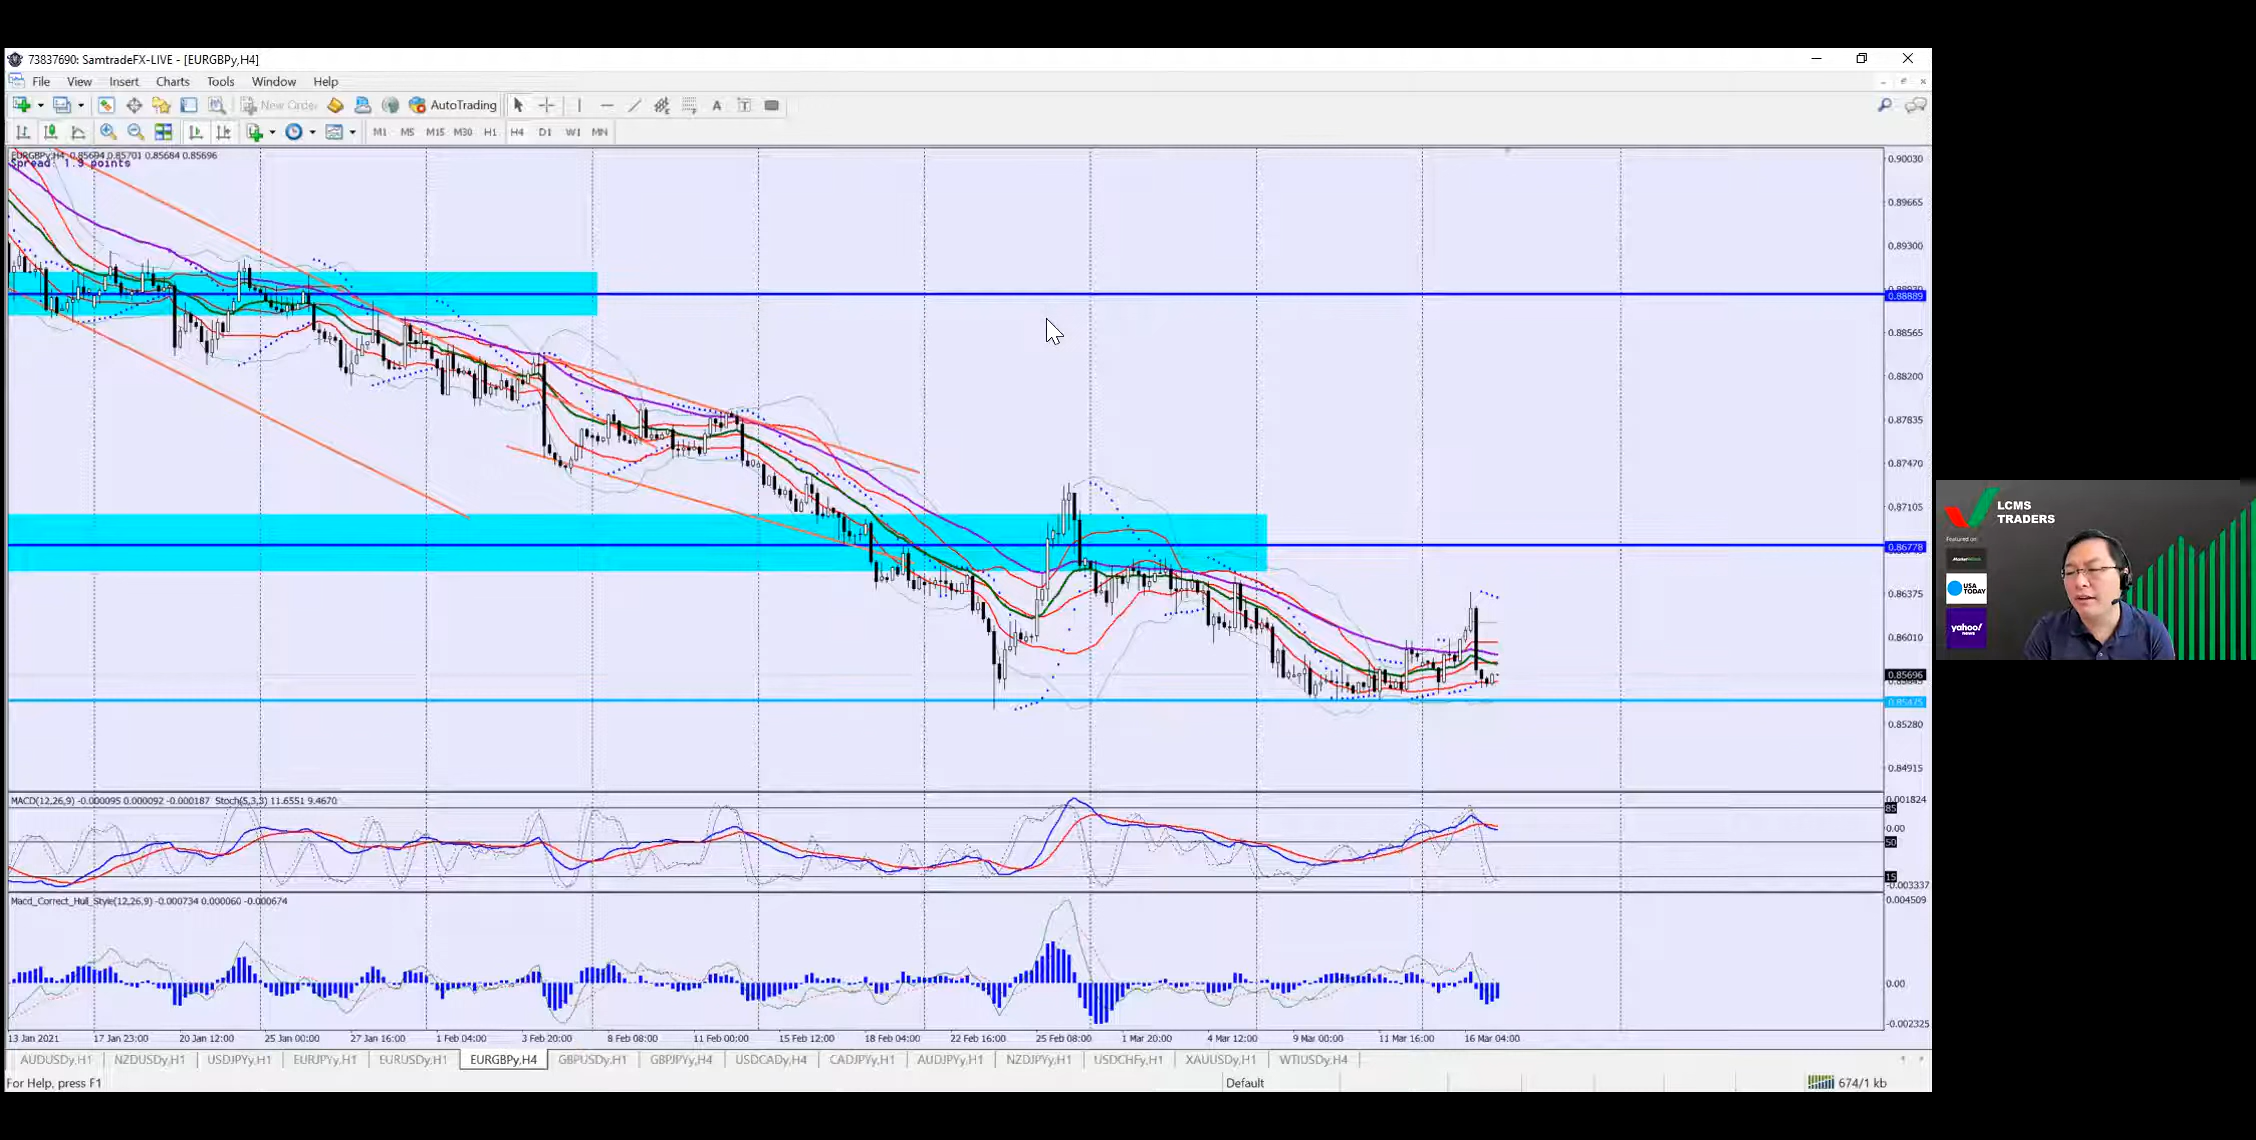 73837690: SamtradeFX-LIVE - [EURGBPy,H4]
File View Insert Charts Tools Window Help
New Order AutoTrading A T
M1 M5 M15 M30 H1 H4 D1 W1 MN
EURGBPy,H4 0.85694 0.85701 0.85684 0.85696
Spread: 1.9 points
0.90030
0.89665
0.89300
0.88889
0.88565
0.88200
0.87835
0.87470
0.87105
0.86778
0.86375
0.86010
0.85696
0.85475
0.85280
0.84915
MACD(12,26,9) -0.000095 0.000092 -0.000187 Stoch(5,3,3) 11.6551 9.4670
0.001824
85
0.00
50
15
-0.003337
Macd_Correct_Hull_Style(12,26,9) -0.000734 0.000060 -0.000674
0.004509
0.00
-0.002325
13 Jan 2021 17 Jan 23:00 20 Jan 12:00 25 Jan 00:00 27 Jan 16:00 1 Feb 04:00 3 Feb 20:00 8 Feb 08:00 11 Feb 00:00 15 Feb 12:00 18 Feb 04:00 22 Feb 16:00 25 Feb 08:00 1 Mar 20:00 4 Mar 12:00 9 Mar 00:00 11 Mar 16:00 16 Mar 04:00
AUDUSDy,H1 NZDUSDy,H1 USDJPYy,H1 EURJPYy,H1 EURUSDy,H1 EURGBPy,H4 GBPUSDy,H1 GBPJPYy,H4 USDCADy,H4 CADJPYy,H1 AUDJPYy,H1 NZDJPYy,H1 USDCHFy,H1 XAUUSDy,H1 WTIUSDy,H4
For Help, press F1 Default 674/1 kb
LCMS
TRADERS
Featured on
USA
TODAY
yahoo!
news